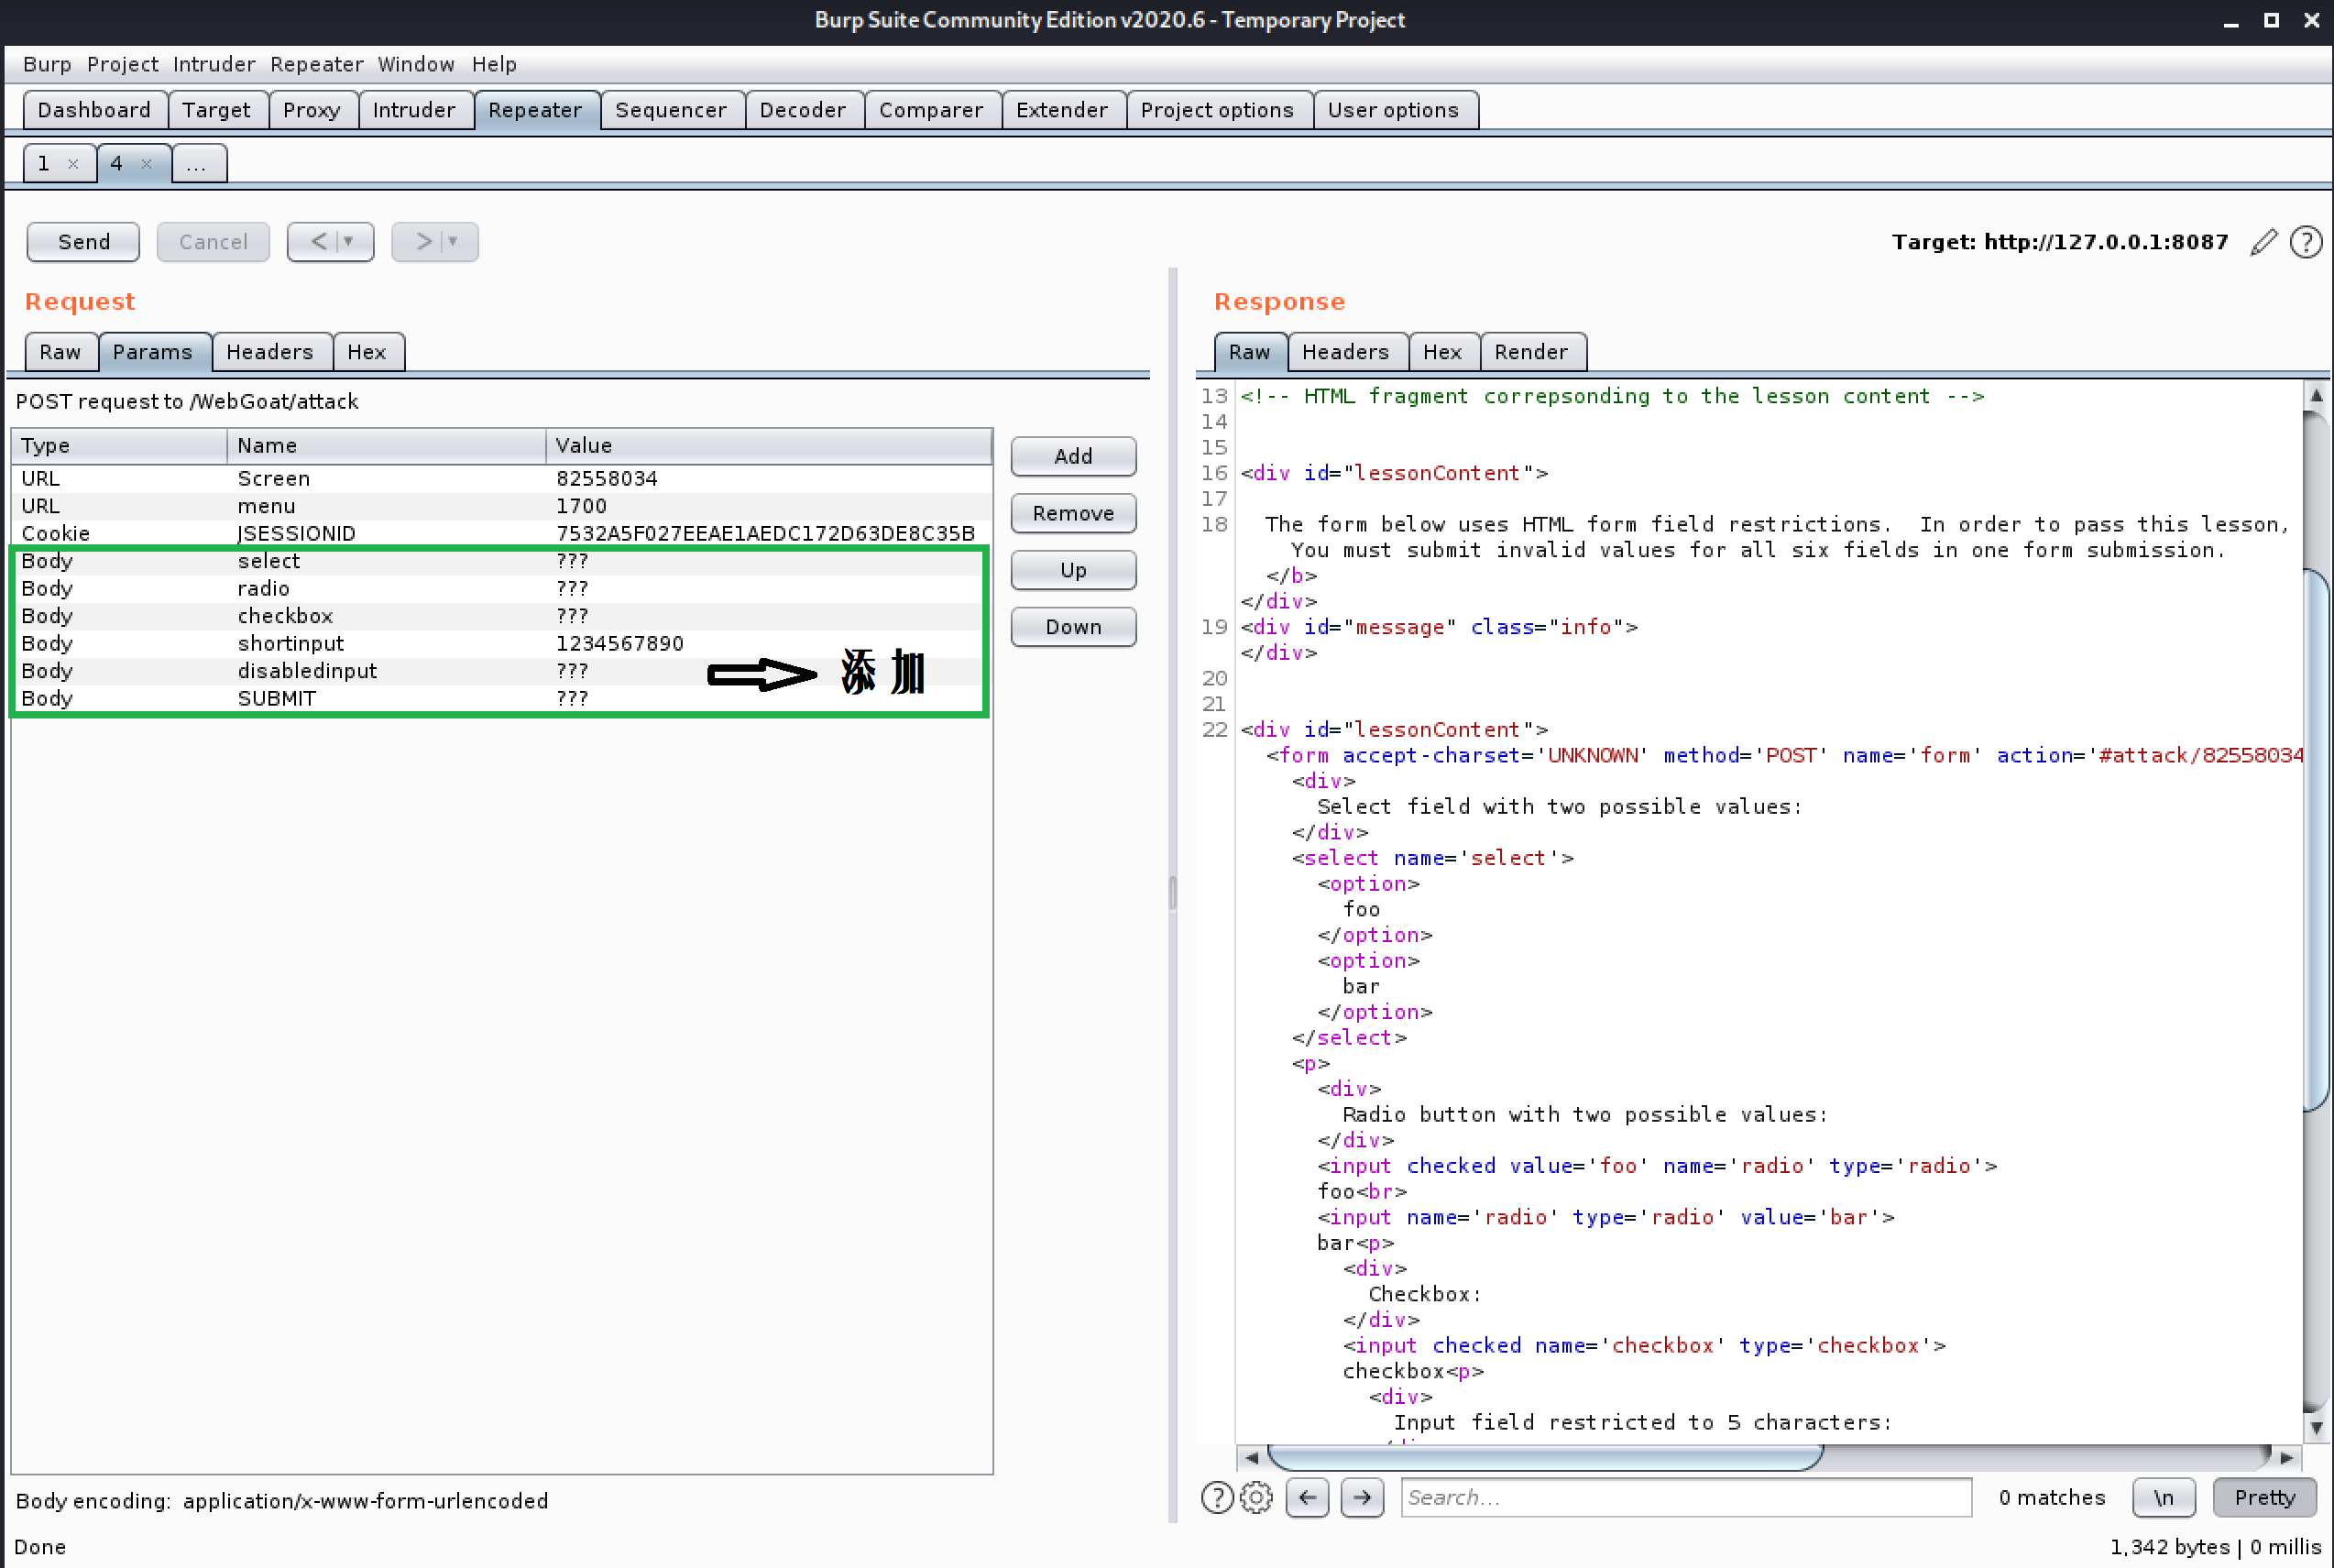 Burp Suite Community Edition v2020.6 - Temporary Project
Burp Project Intruder Repeater Window Help
Dashboard Target Proxy Intruder Repeater Sequencer Decoder Comparer Extender Project options User options
1 × 4 × ...
Send Cancel < > Target: http://127.0.0.1:8087 ?
Request
Raw Params Headers Hex
POST request to /WebGoat/attack
Type Name Value
URL Screen 82558034
URL menu 1700
Cookie JSESSIONID 7532A5F027EEAE1AEDC172D63DE8C35B
Body select ???
Body radio ???
Body checkbox ???
Body shortinput 1234567890
Body disabledinput ???
Body SUBMIT ???
添加
Add
Remove
Up
Down
Body encoding: application/x-www-form-urlencoded
Response
Raw Headers Hex Render
13 <!-- HTML fragment correpsonding to the lesson content -->
14
15
16 <div id="lessonContent">
17
18 The form below uses HTML form field restrictions. In order to pass this lesson,
You must submit invalid values for all six fields in one form submission.
</b>
</div>
19 <div id="message" class="info">
</div>
20
21
22 <div id="lessonContent">
<form accept-charset='UNKNOWN' method='POST' name='form' action='#attack/82558034
<div>
Select field with two possible values:
</div>
<select name='select'>
<option>
foo
</option>
<option>
bar
</option>
</select>
<p>
<div>
Radio button with two possible values:
</div>
<input checked value='foo' name='radio' type='radio'>
foo<br>
<input name='radio' type='radio' value='bar'>
bar<p>
<div>
Checkbox:
</div>
<input checked name='checkbox' type='checkbox'>
checkbox<p>
<div>
Input field restricted to 5 characters:
? Search... 0 matches \n Pretty
Done 1,342 bytes | 0 millis